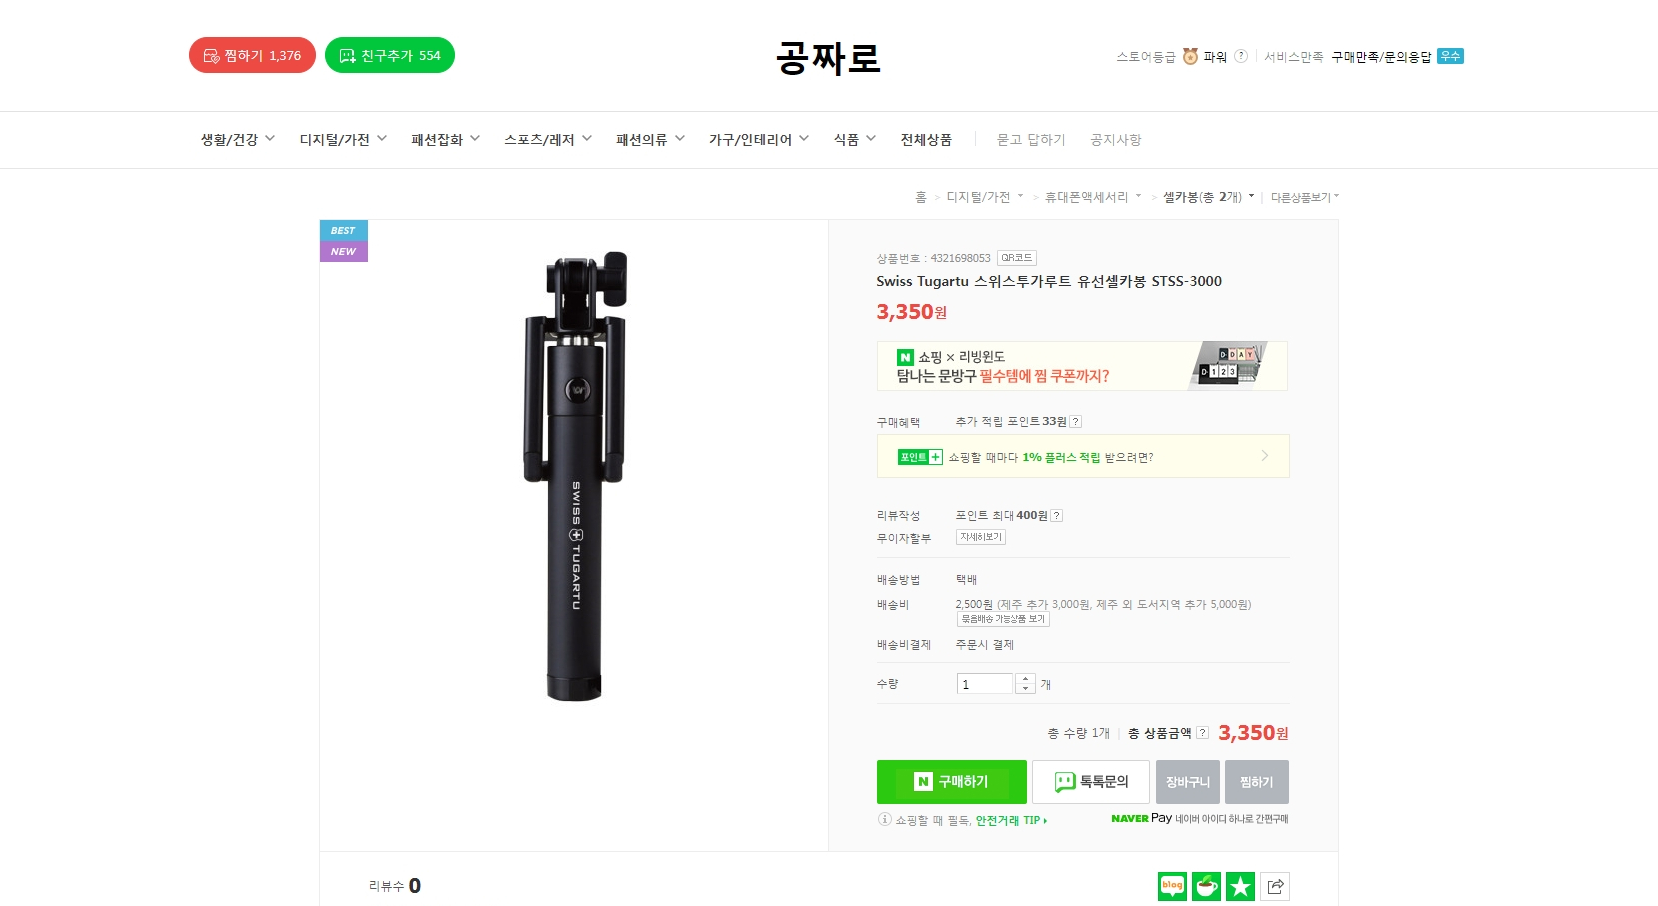 찜하기 1,376
친구추가 554
공짜로
스토어등급 파워 ? 서비스만족 구매만족/문의응답 우수
생활/건강 디지털/가전 패션잡화 스포츠/레저 패션의류 가구/인테리어 식품 전체상품 묻고 답하기 공지사항
홈 > 디지털/가전 > 휴대폰액세서리 > 셀카봉(총 2개) 다른상품보기
BEST
NEW
SWISS TUGARTU
상품번호 : 4321698053 QR코드
Swiss Tugartu 스위스투가루트 유선셀카봉 STSS-3000
3,350원
N 쇼핑 × 리빙윈도
탐나는 문방구 필수템에 찜 쿠폰까지?
D-DAY
D-123
구매혜택 추가 적립 포인트 33원 ?
포인트+ 쇼핑할 때마다 1% 플러스 적립 받으려면?
리뷰작성 포인트 최대 400원 ?
무이자할부 자세히보기
배송방법 택배
배송비 2,500원 (제주 추가 3,000원, 제주 외 도서지역 추가 5,000원)
묶음배송 가능상품 보기
배송비결제 주문시 결제
수량 1 개
총 수량 1개 총 상품금액 ? 3,350원
N 구매하기 톡톡문의 장바구니 찜하기
쇼핑할 때 필독, 안전거래 TIP
NAVER Pay 네이버 아이디 하나로 간편구매
리뷰수 0
blog